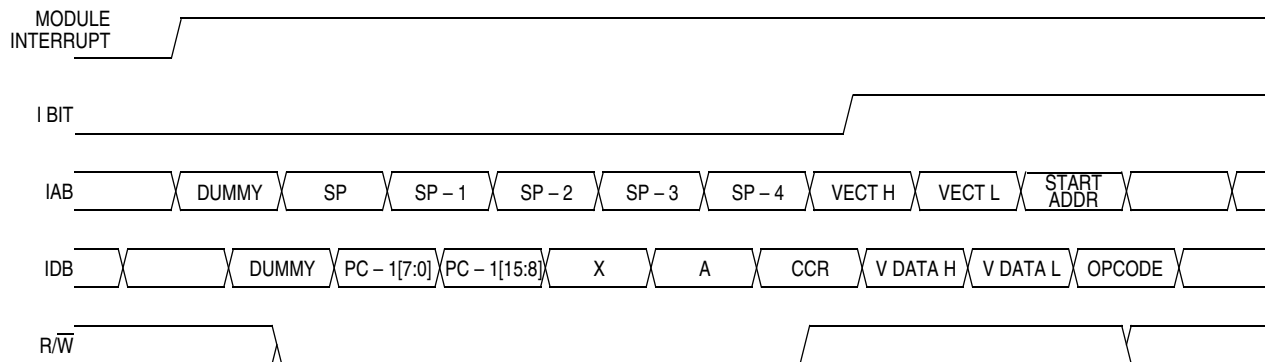 MODULE
INTERRUPT
I BIT
IAB DUMMY SP SP – 1 SP – 2 SP – 3 SP – 4 VECT H VECT L START
ADDR
IDB DUMMY PC – 1[7:0] PC – 1[15:8] X A CCR V DATA H V DATA L OPCODE
R/W̅